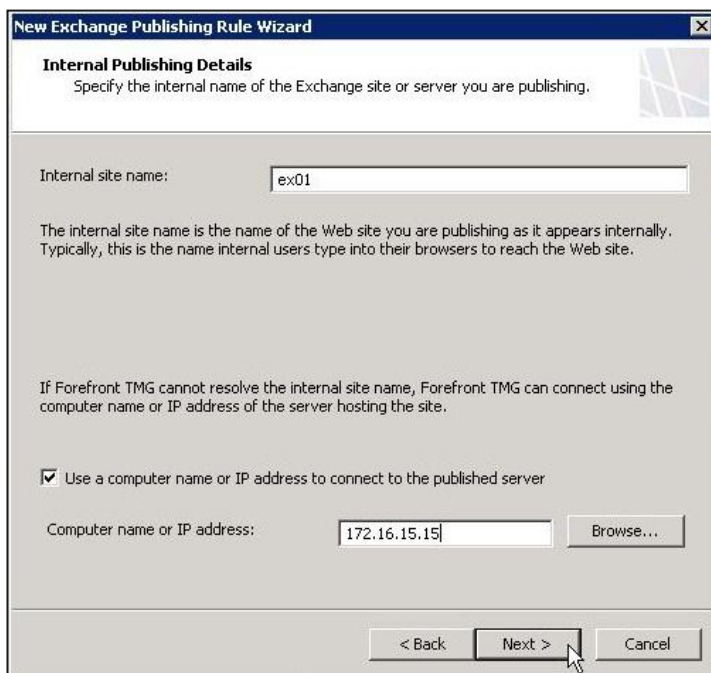 New Exchange Publishing Rule Wizard
Internal Publishing Details
Specify the internal name of the Exchange site or server you are publishing.
Internal site name:
ex01
The internal site name is the name of the Web site you are publishing as it appears internally.
Typically, this is the name internal users type into their browsers to reach the Web site.
If Forefront TMG cannot resolve the internal site name, Forefront TMG can connect using the
computer name or IP address of the server hosting the site.
Use a computer name or IP address to connect to the published server
Computer name or IP address:
172.16.15.15
Browse...
< Back
Next >
Cancel